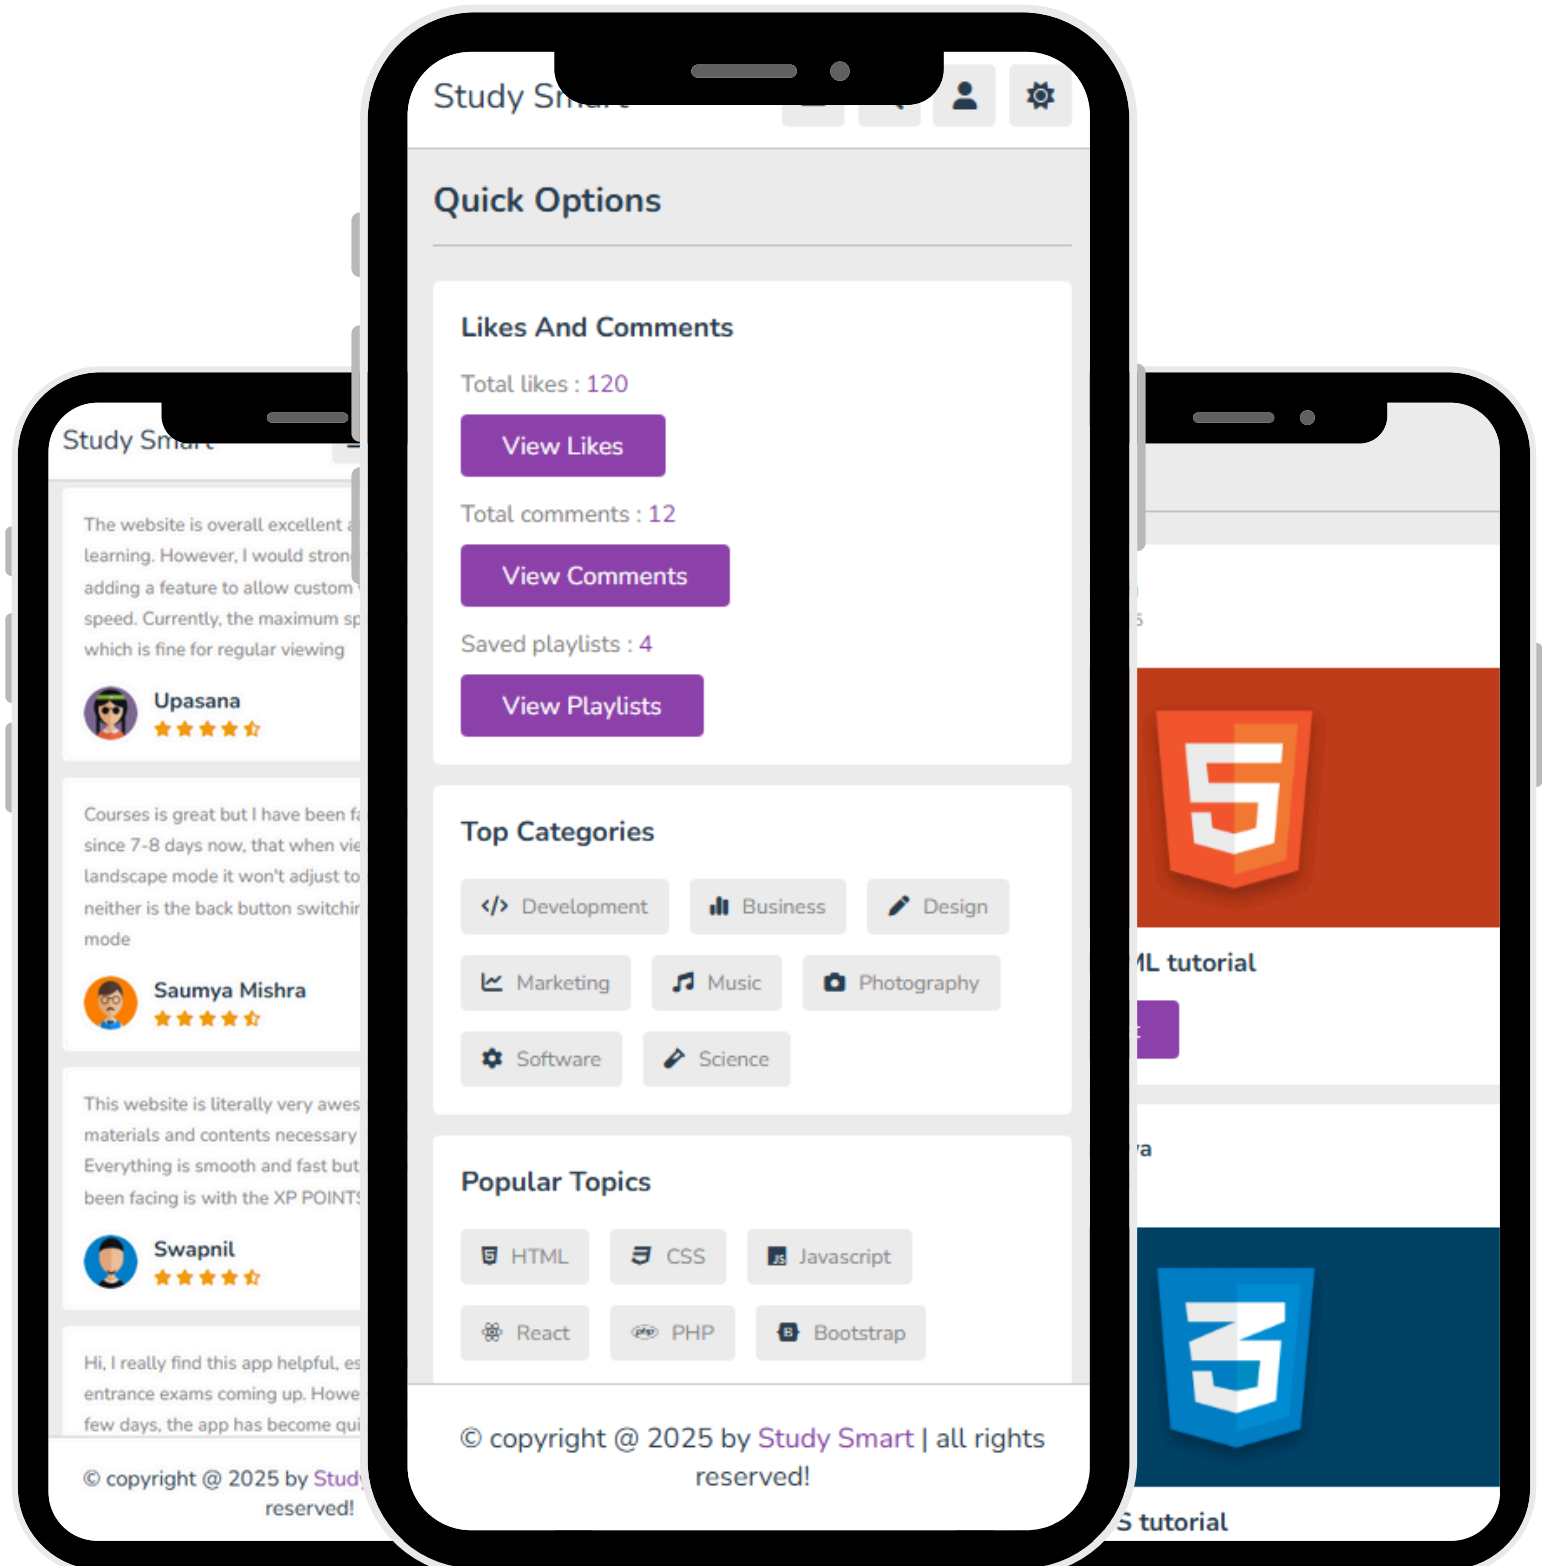 Study
Quick Options
Likes And Comments
Total likes : 120
View Likes
Total comments : 12
View Comments
Saved playlists : 4
View Playlists
Top Categories
Development
Business
Design
Marketing
Music
Photography
Software
Science
Popular Topics
HTML
CSS
Javascript
React
PHP
Bootstrap
© copyright @ 2025 by Study Smart | all rights
reserved!
Study Smart
The website is overall excellent
learning. However, I would
adding a feature to allow custom
speed. Currently, the maximum
which is fine for regular viewing
Upasana
Courses is great but I have been
since 7-8 days now, that when
landscape mode it won't adjust to
neither is the back button
mode
Saumya Mishra
This website is literally very
materials and contents necessary
Everything is smooth and fast but
been facing is with the XP
Swapnil
Hi, I really find this app helpful,
entrance exams coming up.
few days, the app has become
© copyright @ 2025 by
reserved!
tutorial
tutorial